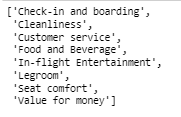 ['Check-in and boarding',
'Cleanliness',
'Customer service',
'Food and Beverage',
'In-flight Entertainment',
'Legroom',
'Seat comfort',
'Value for money']